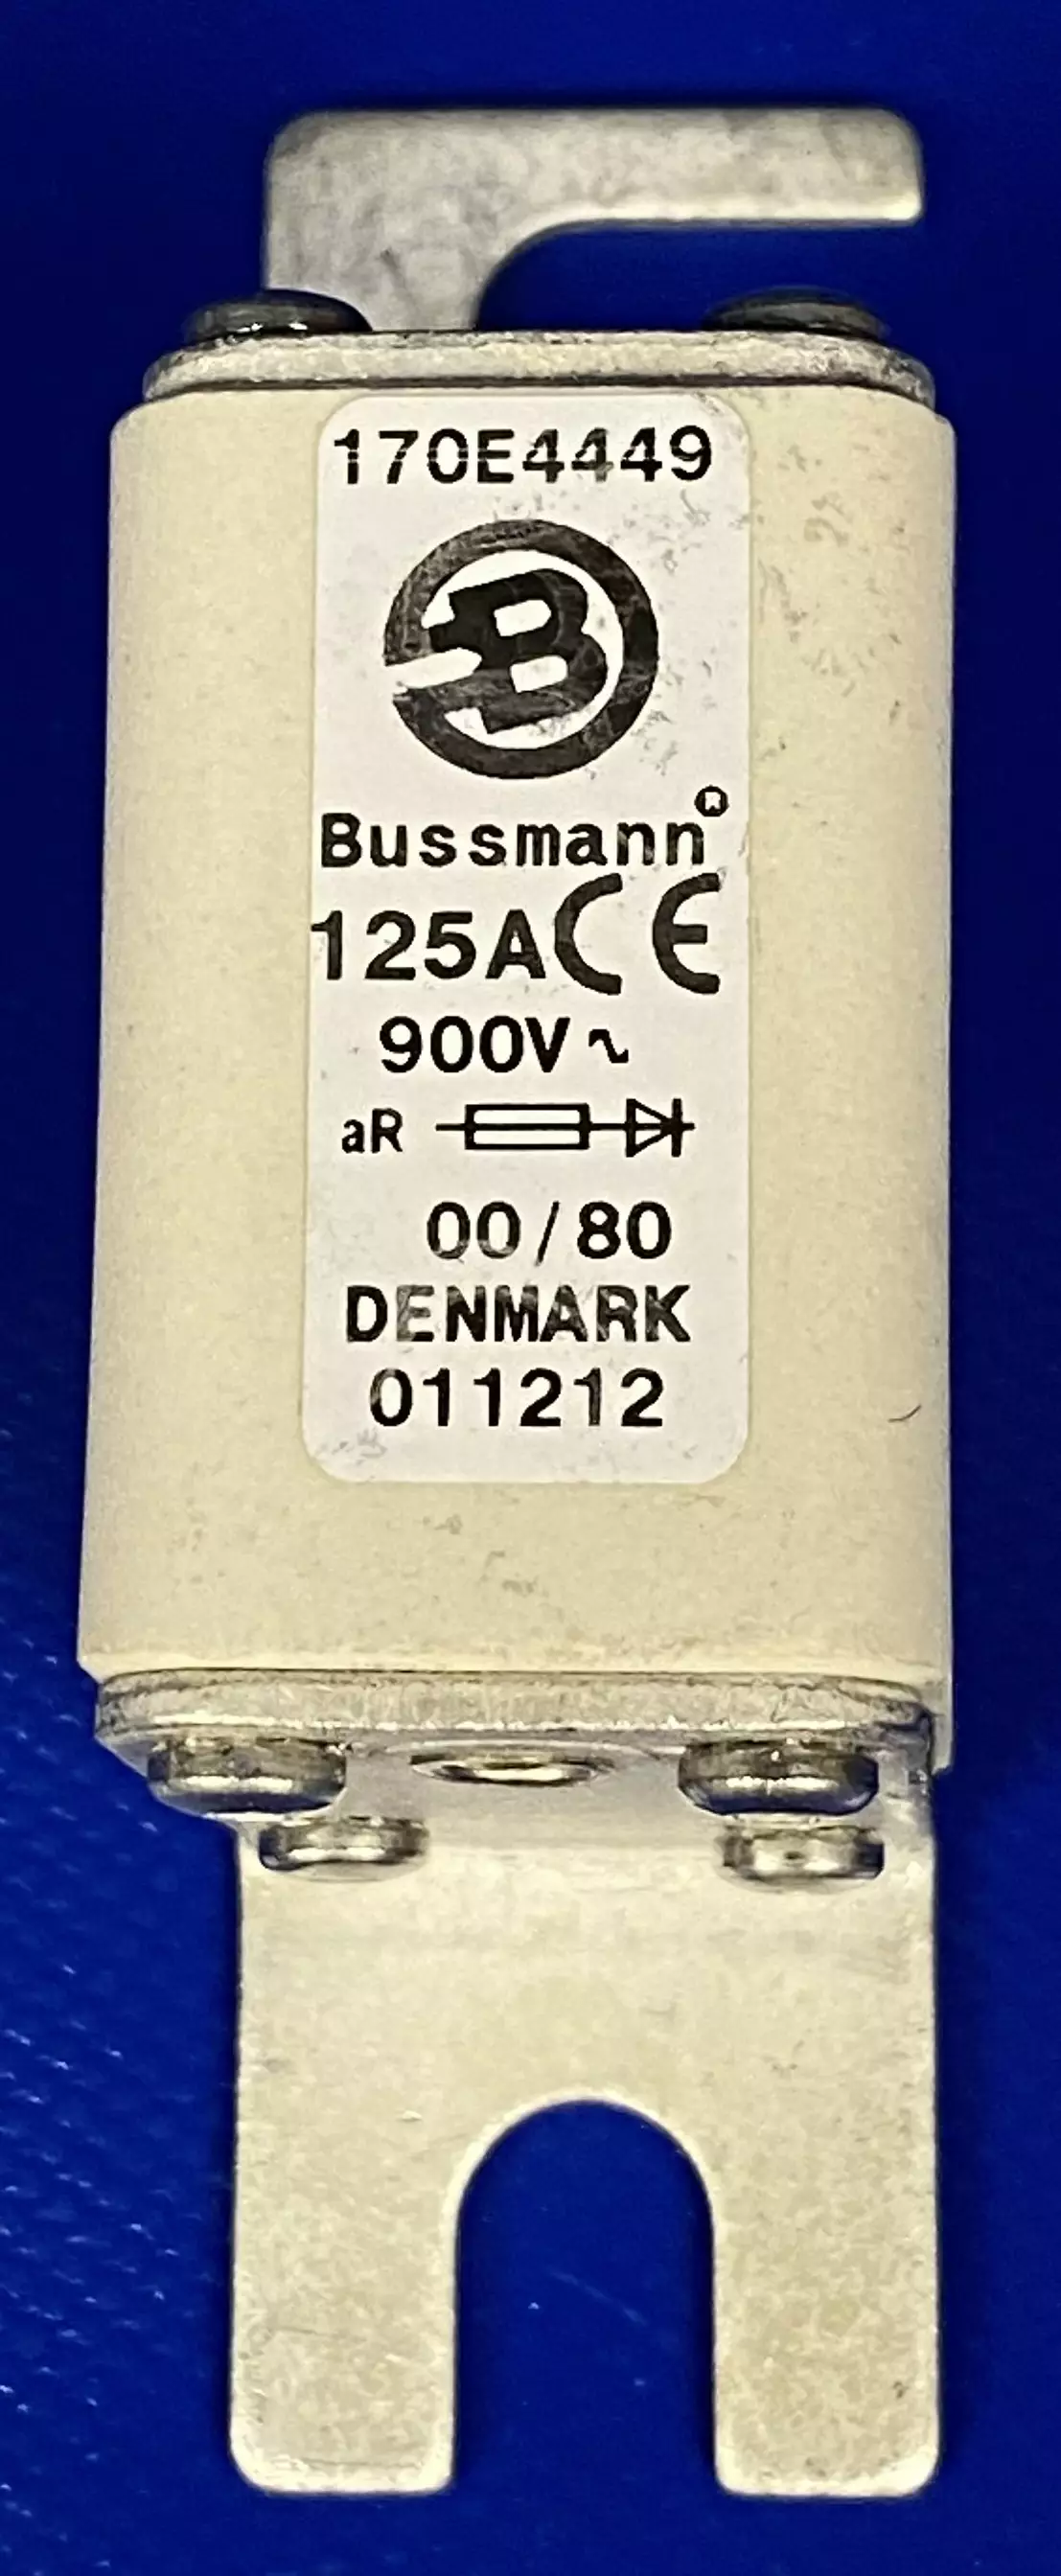 170E4449
B
Bussmann®
125A CE
900V ~
aR
00/80
DENMARK
011212